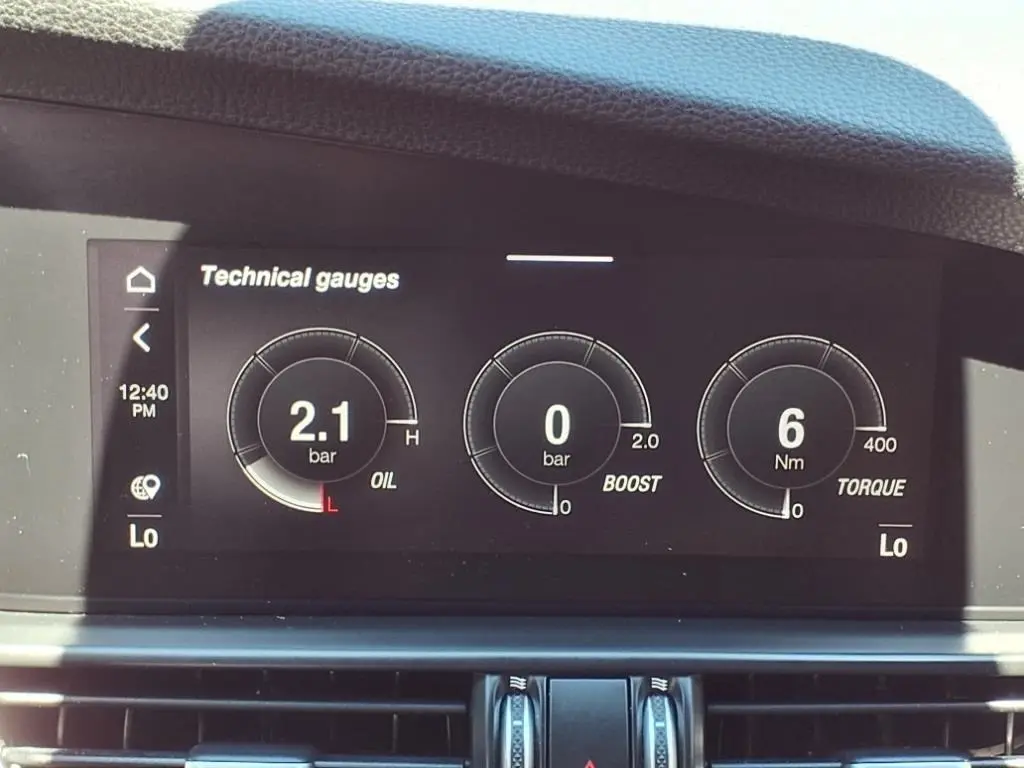 Technical gauges
12:40
PM
Lo
2.1
bar
H
L
OIL
0
bar
2.0
0
BOOST
6
Nm
400
0
TORQUE
Lo